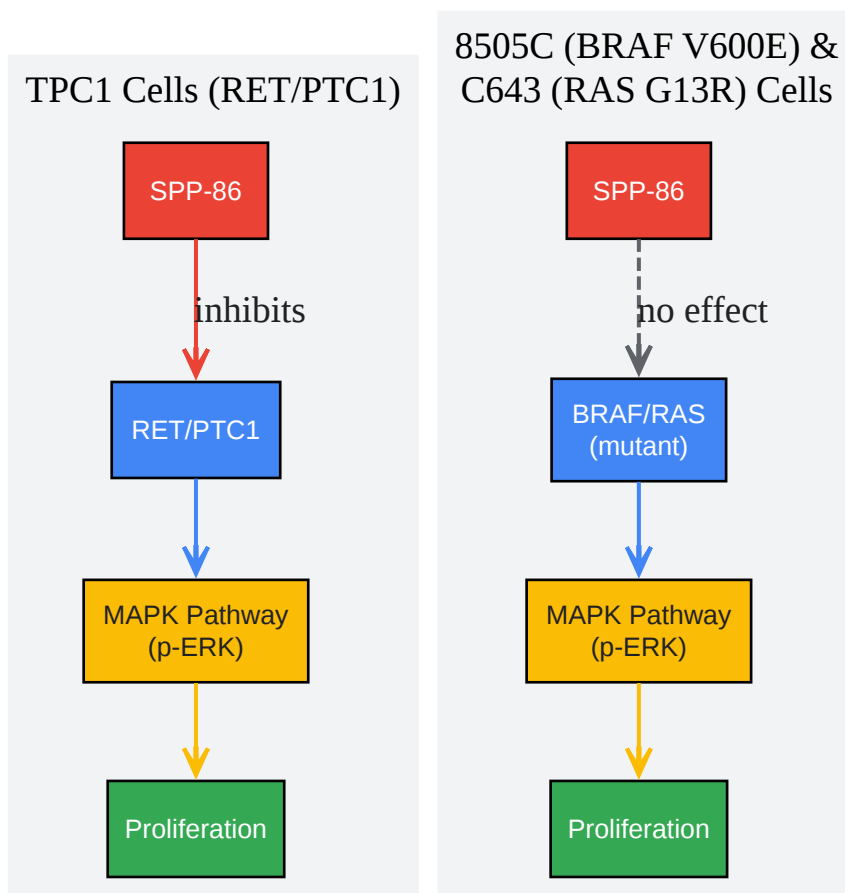 TPC1 Cells (RET/PTC1)
SPP-86
inhibits
RET/PTC1
MAPK Pathway
(p-ERK)
Proliferation
8505C (BRAF V600E) &
C643 (RAS G13R) Cells
SPP-86
no effect
BRAF/RAS
(mutant)
MAPK Pathway
(p-ERK)
Proliferation